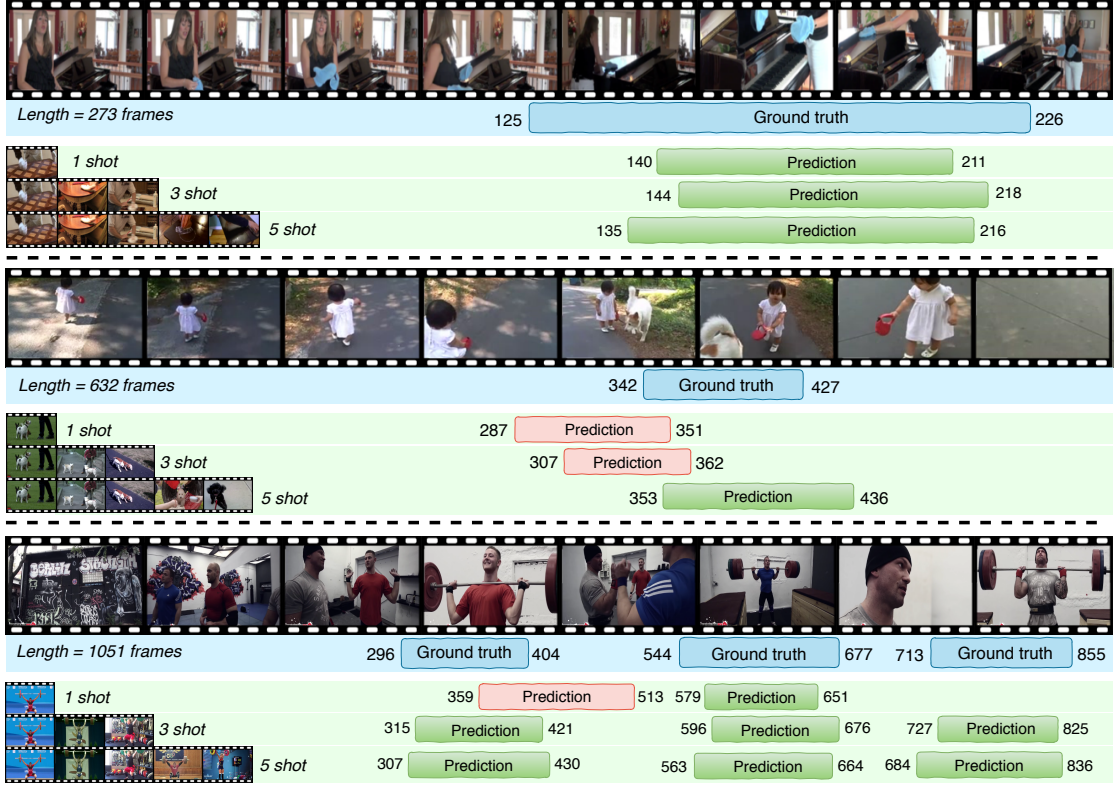 Length = 273 frames
125 Ground truth 226
1 shot 140 Prediction 211
3 shot 144 Prediction 218
5 shot 135 Prediction 216
Length = 632 frames
342 Ground truth 427
1 shot 287 Prediction 351
3 shot 307 Prediction 362
5 shot 353 Prediction 436
Length = 1051 frames
296 Ground truth 404 544 Ground truth 677 713 Ground truth 855
1 shot 359 Prediction 513 579 Prediction 651
3 shot 315 Prediction 421 596 Prediction 676 727 Prediction 825
5 shot 307 Prediction 430 563 Prediction 664 684 Prediction 836